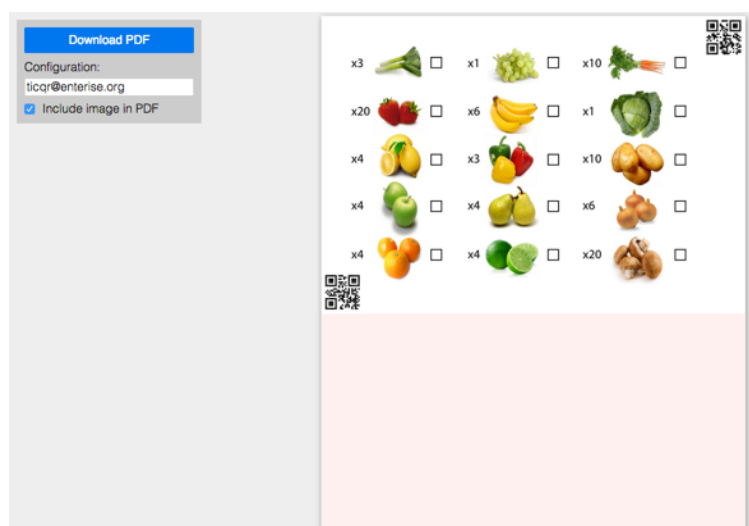 Download PDF
Configuration:
ticqr@enterise.org
Include image in PDF
x3 x1 x10
x20 x6 x1
x4 x3 x10
x4 x4 x6
x4 x4 x20